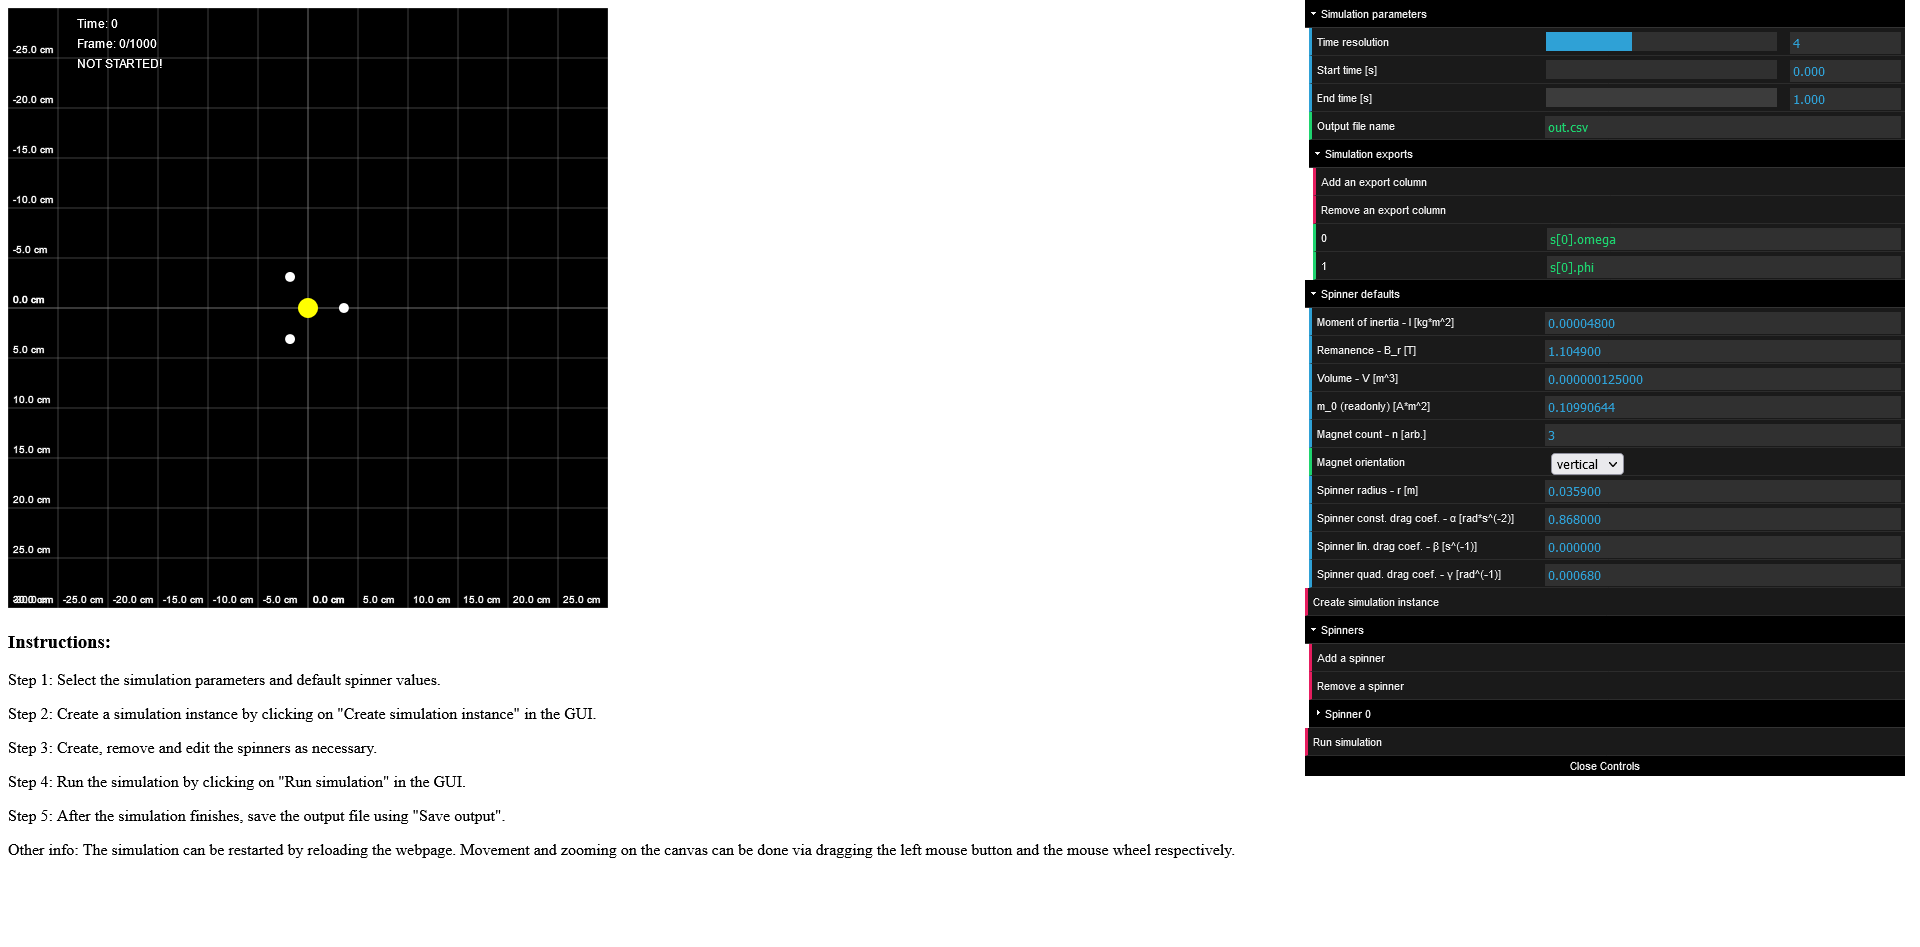 Time: 0
Frame: 0/1000
NOT STARTED!
-25.0 cm
-20.0 cm
-15.0 cm
-10.0 cm
-5.0 cm
0.0 cm
5.0 cm
10.0 cm
15.0 cm
20.0 cm
25.0 cm
-25.0 cm -20.0 cm -15.0 cm -10.0 cm -5.0 cm 0.0 cm 5.0 cm 10.0 cm 15.0 cm 20.0 cm 25.0 cm
Instructions:
Step 1: Select the simulation parameters and default spinner values.
Step 2: Create a simulation instance by clicking on "Create simulation instance" in the GUI.
Step 3: Create, remove and edit the spinners as necessary.
Step 4: Run the simulation by clicking on "Run simulation" in the GUI.
Step 5: After the simulation finishes, save the output file using "Save output".
Other info: The simulation can be restarted by reloading the webpage. Movement and zooming on the canvas can be done via dragging the left mouse button and the mouse wheel respectively.
Simulation parameters
Time resolution 4
Start time [s] 0.000
End time [s] 1.000
Output file name out.csv
Simulation exports
Add an export column
Remove an export column
0 s[0].omega
1 s[0].phi
Spinner defaults
Moment of inertia - I [kg*m^2] 0.00004800
Remanence - B_r [T] 1.104900
Volume - V [m^3] 0.000000125000
m_0 (readonly) [A*m^2] 0.10990644
Magnet count - n [arb.] 3
Magnet orientation vertical
Spinner radius - r [m] 0.035900
Spinner const. drag coef. - α [rad*s^(-2)] 0.868000
Spinner lin. drag coef. - β [s^(-1)] 0.000000
Spinner quad. drag coef. - γ [rad^(-1)] 0.000680
Create simulation instance
Spinners
Add a spinner
Remove a spinner
Spinner 0
Run simulation
Close Controls